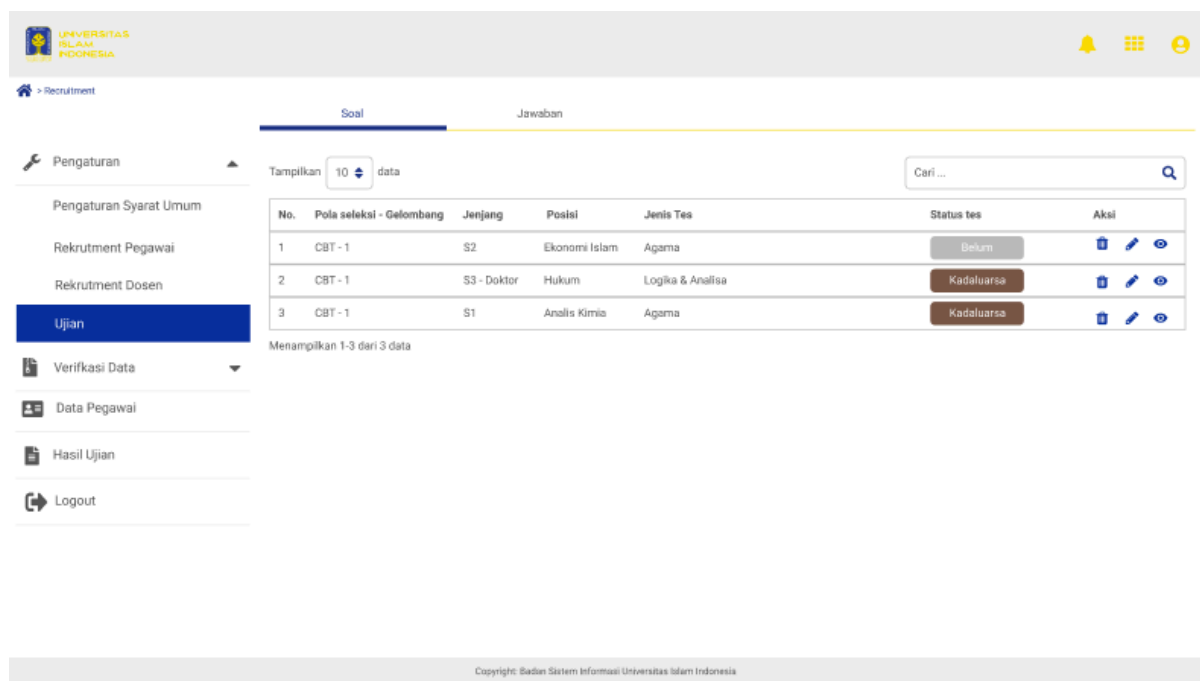 UNIVERSITAS
ISLAM
INDONESIA
> Recruitment
Soal Jawaban
Pengaturan
Pengaturan Syarat Umum
Rekrutment Pegawai
Rekrutment Dosen
Ujian
Verifkasi Data
Data Pegawai
Hasil Ujian
Logout
Tampilkan 10 data
Cari ...
No. Pola seleksi - Gelombang Jenjang Posisi Jenis Tes Status tes Aksi
1 CBT - 1 S2 Ekonomi Islam Agama Belum
2 CBT - 1 S3 - Doktor Hukum Logika & Analisa Kadaluarsa
3 CBT - 1 S1 Analis Kimia Agama Kadaluarsa
Menampilkan 1-3 dari 3 data
Copyright: Badan Sistem Informasi Universitas Islam Indonesia